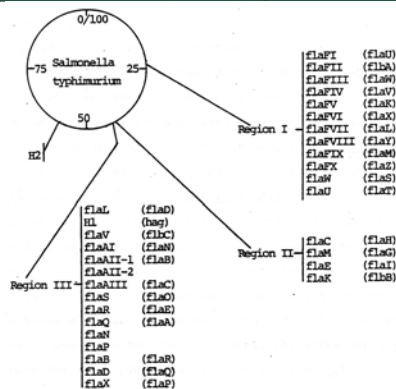 0/100
Salmonella
typhimurium
75
25
50
H2
Region I
flaFI (flaU)
flaFII (flbA)
flaFIII (flaW)
flaFIV (flaV)
flaFV (flaK)
flaFVI (flaX)
flaFVII (flaL)
flaFVIII (flaY)
flaFIX (flaM)
flaFX (flaZ)
flaW (flaS)
flaU (flaT)
Region II
flaC (flaH)
flaM (flaG)
flaE (flaI)
flaK (flbB)
Region III
flaL (flaD)
H1 (hag)
flaV (flbC)
flaAI (flaN)
flaAII-1 (flaB)
flaAII-2
flaAIII (flaC)
flaS (flaO)
flaR (flaE)
flaQ (flaA)
flaN
flaP
flaB (flaR)
flaD (flaQ)
flaX (flaP)